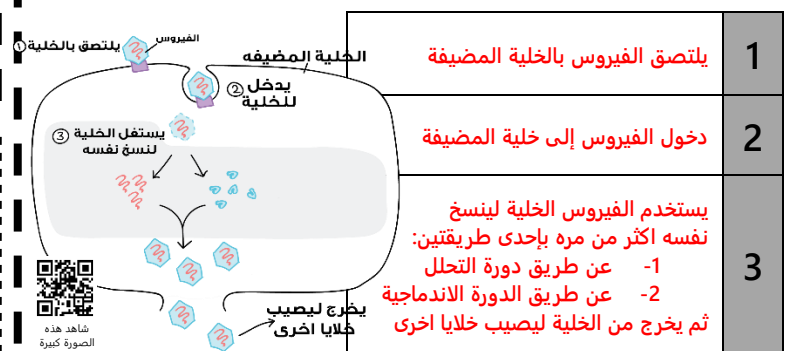 1
يلتصق الفيروس بالخلية المضيفة
2
دخول الفيروس إلى خلية المضيفة
3
يستخدم الفيروس الخلية لينسخ
نفسه اكثر من مره بإحدى طريقتين:
1- عن طريق دورة التحلل
2- عن طريق الدورة الاندماجية
ثم يخرج من الخلية ليصيب خلايا اخرى
الفيروس
① يلتصق بالخلية
الخلية المضيفه
② يدخل
للخلية
③ يستغل الخلية
لنسخ نفسه
يخرج ليصيب
خلايا اخرى
شاهد هذه
الصورة كبيرة